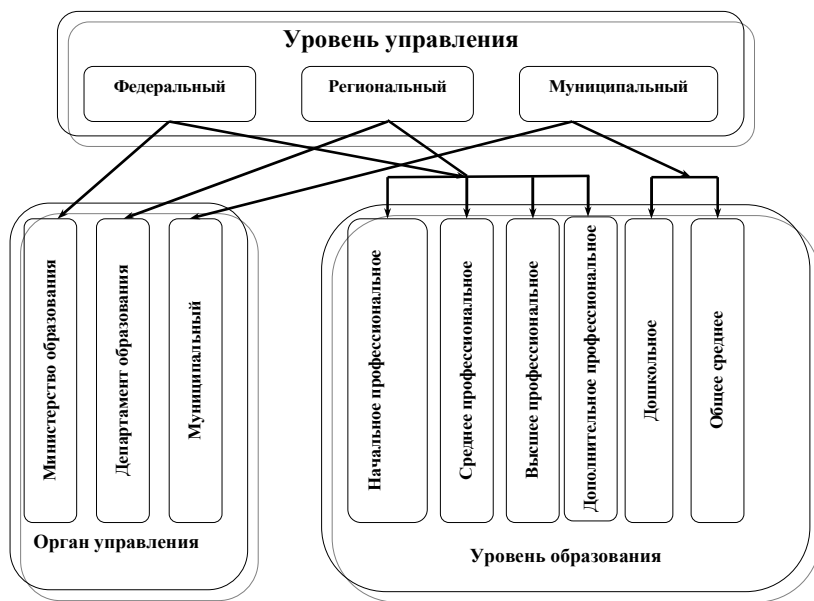 Уровень управления
Федеральный
Региональный
Муниципальный
Министерство образования
Департамент образования
Муниципальный
Орган управления
Начальное профессиональное
Среднее профессиональное
Высшее профессиональное
Дополнительное профессиональное
Дошкольное
Общее среднее
Уровень образования